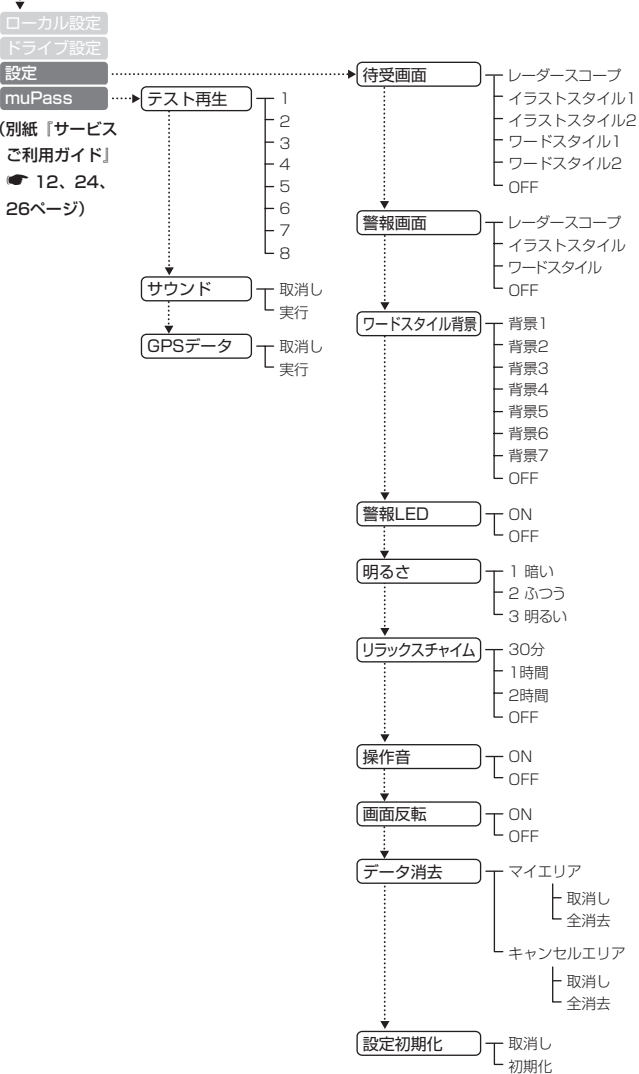 ローカル設定
ドライブ設定
設定
muPass
(別紙『サービス
ご利用ガイド』
☛ 12、24、
26ページ)
テスト再生
1
2
3
4
5
6
7
8
サウンド
取消し
実行
GPSデータ
取消し
実行
待受画面
レーダースコープ
イラストスタイル1
イラストスタイル2
ワードスタイル1
ワードスタイル2
OFF
警報画面
レーダースコープ
イラストスタイル
ワードスタイル
OFF
ワードスタイル背景
背景1
背景2
背景3
背景4
背景5
背景6
背景7
OFF
警報LED
ON
OFF
明るさ
1 暗い
2 ふつう
3 明るい
リラックスチャイム
30分
1時間
2時間
OFF
操作音
ON
OFF
画面反転
ON
OFF
データ消去
マイエリア
取消し
全消去
キャンセルエリア
取消し
全消去
設定初期化
取消し
初期化